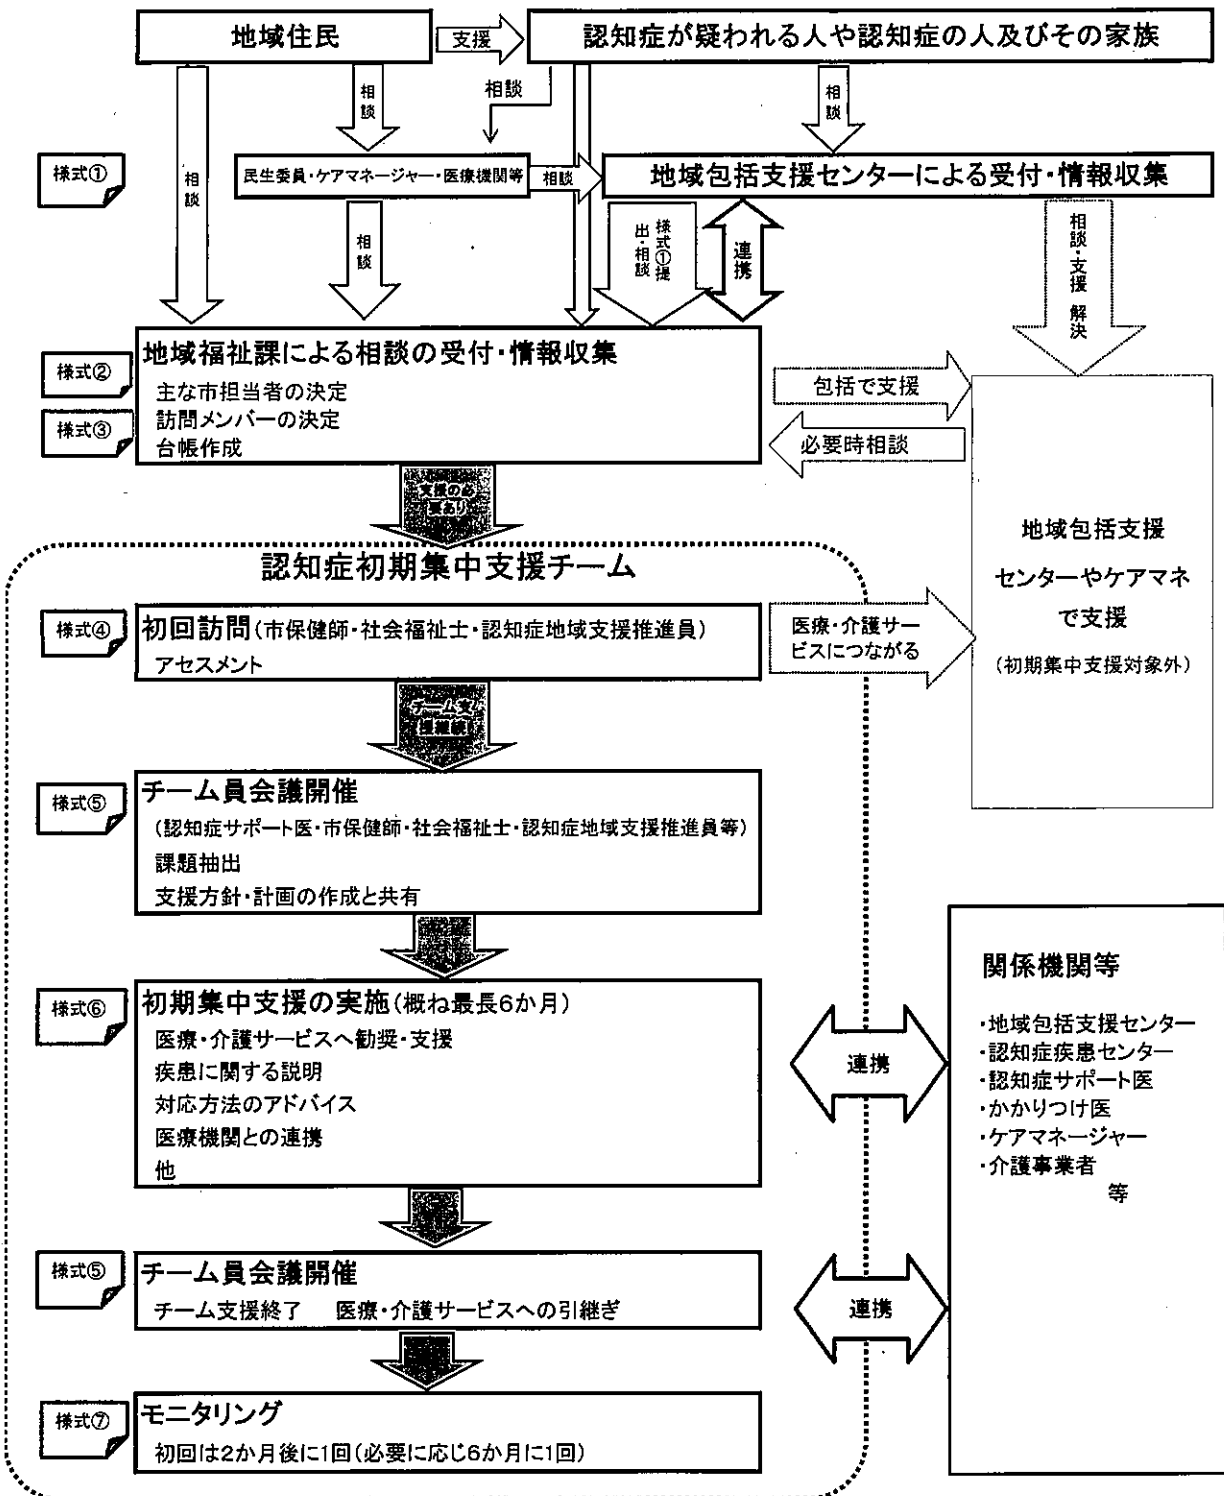 地域住民
支援
認知症が疑われる人や認知症の人及びその家族
相談
相談
相談
相談
様式①
民生委員・ケアマネージャー・医療機関等
相談
地域包括支援センターによる受付・情報収集
相談
様式①提
出・相談
連携
相談・支援 解決
地域福祉課による相談の受付・情報収集
様式②
主な市担当者の決定
訪問メンバーの決定
様式③
台帳作成
包括で支援
必要時相談
支援の必
要あり
地域包括支援
センターやケアマネ
で支援
(初期集中支援対象外)
認知症初期集中支援チーム
様式④
初回訪問(市保健師・社会福祉士・認知症地域支援推進員)
アセスメント
医療・介護サー
ビスにつながる
チーム支
援継続
様式⑤
チーム員会議開催
(認知症サポート医・市保健師・社会福祉士・認知症地域支援推進員等)
課題抽出
支援方針・計画の作成と共有
様式⑥
初期集中支援の実施(概ね最長6か月)
医療・介護サービスへ勧奨・支援
疾患に関する説明
対応方法のアドバイス
医療機関との連携
他
連携
関係機関等
・地域包括支援センター
・認知症疾患センター
・認知症サポート医
・かかりつけ医
・ケアマネージャー
・介護事業者
等
様式⑤
チーム員会議開催
チーム支援終了 医療・介護サービスへの引継ぎ
連携
様式⑦
モニタリング
初回は2か月後に1回(必要に応じ6か月に1回)